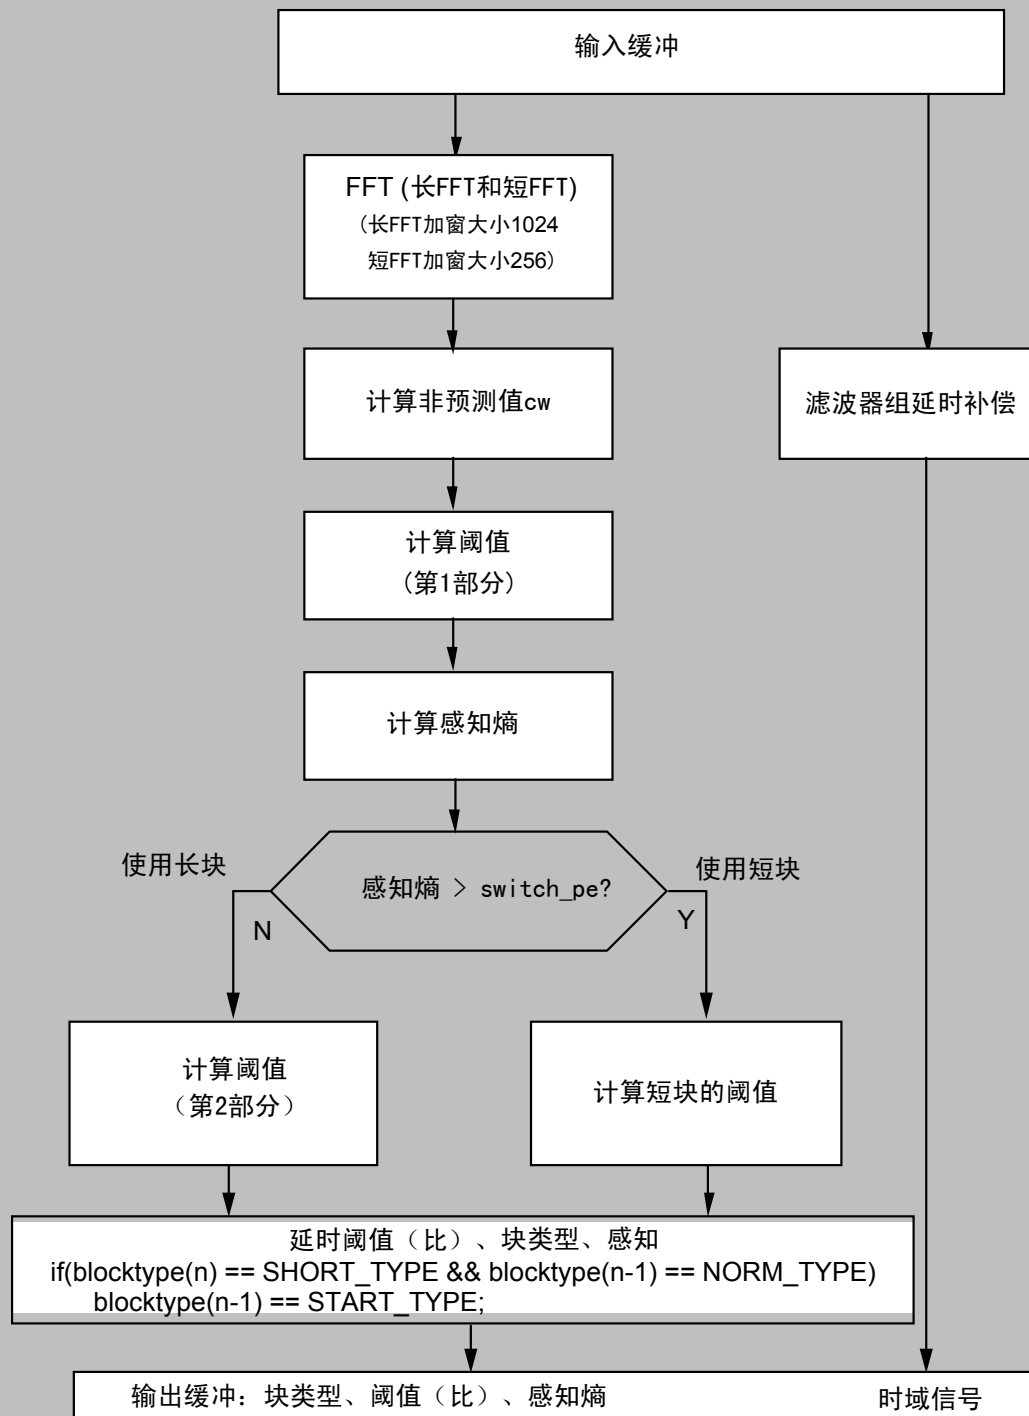 输入缓冲
FFT (长FFT和短FFT)
(长FFT加窗大小1024
短FFT加窗大小256)
计算非预测值cw
滤波器组延时补偿
计算阈值
(第1部分)
计算感知熵
使用长块
感知熵 > switch_pe?
使用短块
N
Y
计算阈值
（第2部分）
计算短块的阈值
延时阈值（比）、块类型、感知
if(blocktype(n) == SHORT_TYPE && blocktype(n-1) == NORM_TYPE)
blocktype(n-1) == START_TYPE;
输出缓冲：块类型、阈值（比）、感知熵
时域信号